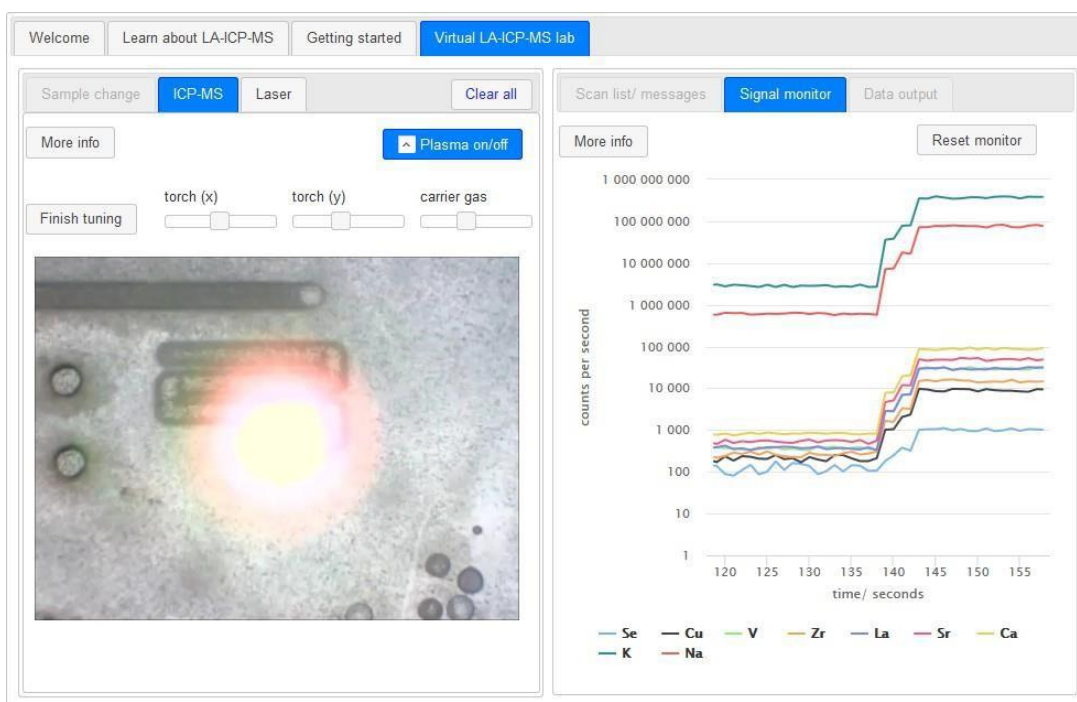 Welcome
Learn about LA-ICP-MS
Getting started
Virtual LA-ICP-MS lab
Sample change
ICP-MS
Laser
Clear all
More info
Plasma on/off
torch (x)
torch (y)
carrier gas
Finish tuning
Scan list/ messages
Signal monitor
Data output
More info
Reset monitor
1 000 000 000
100 000 000
10 000 000
1 000 000
100 000
10 000
1 000
100
10
1
counts per second
120 125 130 135 140 145 150 155
time/ seconds
Se Cu V Zr La Sr Ca
K Na